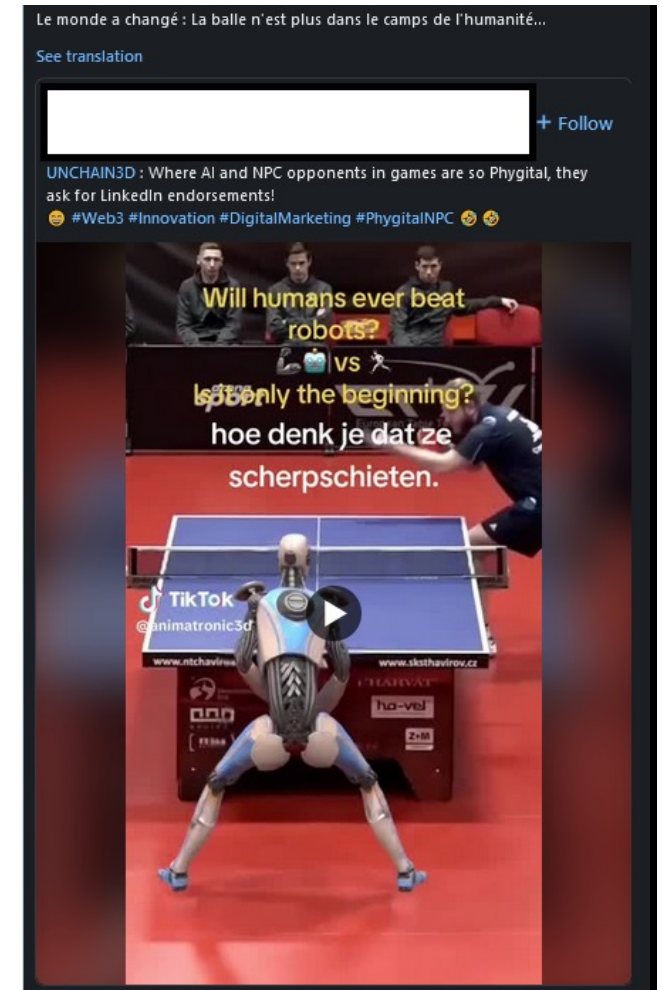 Le monde a changé : La balle n'est plus dans le camps de l'humanité...
See translation
+ Follow
UNCHAIN3D : Where AI and NPC opponents in games are so Phygital, they
ask for LinkedIn endorsements!
😁 #Web3 #Innovation #DigitalMarketing #PhygitalNPC 🤣 🤣
Will humans ever beat
robots?
🦾🤖 vs 🏃
Is it only the beginning?
hoe denk je dat ze
scherpschieten.
TikTok
@animatronic3d
www.ntchavirov
www.sksthavirov.cz
HARVAT
ho-vel
Z+M